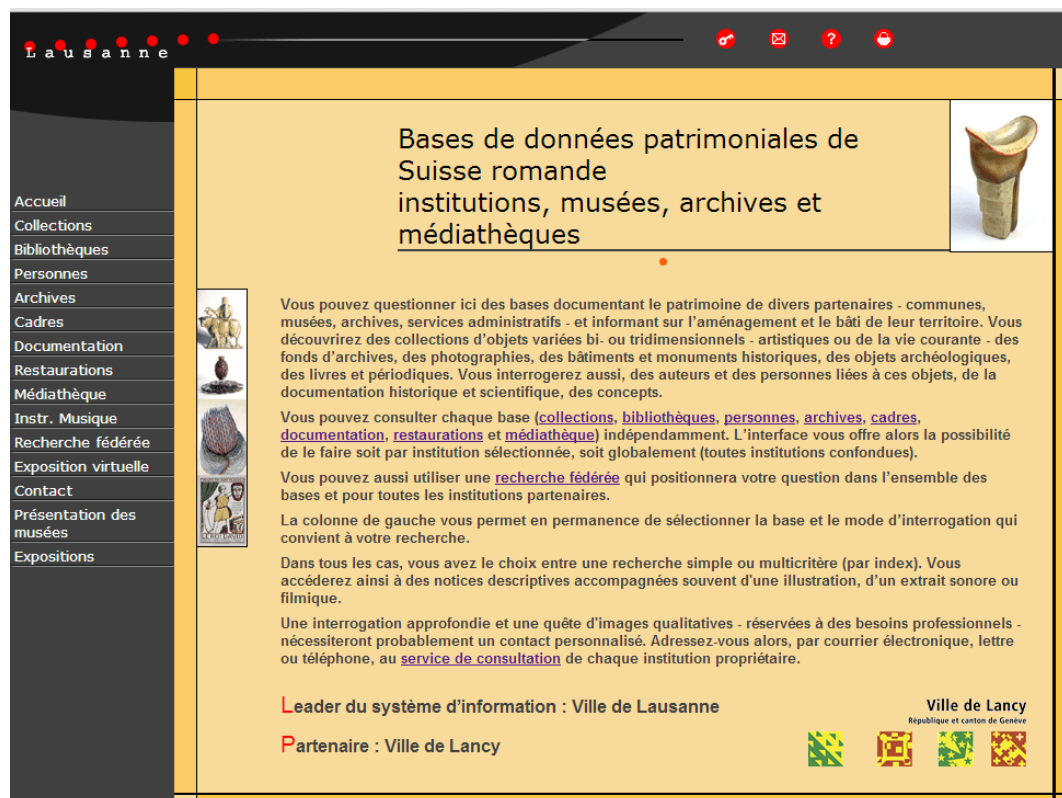 Lausanne
?
Bases de données patrimoniales de
Suisse romande
institutions, musées, archives et
médiathèques
Accueil
Collections
Bibliothèques
Personnes
Archives
Cadres
Documentation
Restaurations
Médiathèque
Instr. Musique
Recherche fédérée
Exposition virtuelle
Contact
Présentation des
musées
Expositions
Vous pouvez questionner ici des bases documentant le patrimoine de divers partenaires - communes,
musées, archives, services administratifs - et informant sur l'aménagement et le bâti de leur territoire. Vous
découvrirez des collections d'objets variées bi- ou tridimensionnels - artistiques ou de la vie courante - des
fonds d'archives, des photographies, des bâtiments et monuments historiques, des objets archéologiques,
des livres et périodiques. Vous interrogerez aussi, des auteurs et des personnes liées à ces objets, de la
documentation historique et scientifique, des concepts.
Vous pouvez consulter chaque base (collections, bibliothèques, personnes, archives, cadres,
documentation, restaurations et médiathèque) indépendamment. L'interface vous offre alors la possibilité
de le faire soit par institution sélectionnée, soit globalement (toutes institutions confondues).
Vous pouvez aussi utiliser une recherche fédérée qui positionnera votre question dans l'ensemble des
bases et pour toutes les institutions partenaires.
La colonne de gauche vous permet en permanence de sélectionner la base et le mode d'interrogation qui
convient à votre recherche.
Dans tous les cas, vous avez le choix entre une recherche simple ou multicritère (par index). Vous
accéderez ainsi à des notices descriptives accompagnées souvent d'une illustration, d'un extrait sonore ou
filmique.
Une interrogation approfondie et une quête d'images qualitatives - réservées à des besoins professionnels -
nécessiteront probablement un contact personnalisé. Adressez-vous alors, par courrier électronique, lettre
ou téléphone, au service de consultation de chaque institution propriétaire.
LE ROI DAVID
Leader du système d'information : Ville de Lausanne
Partenaire : Ville de Lancy
Ville de Lancy
République et canton de Genève